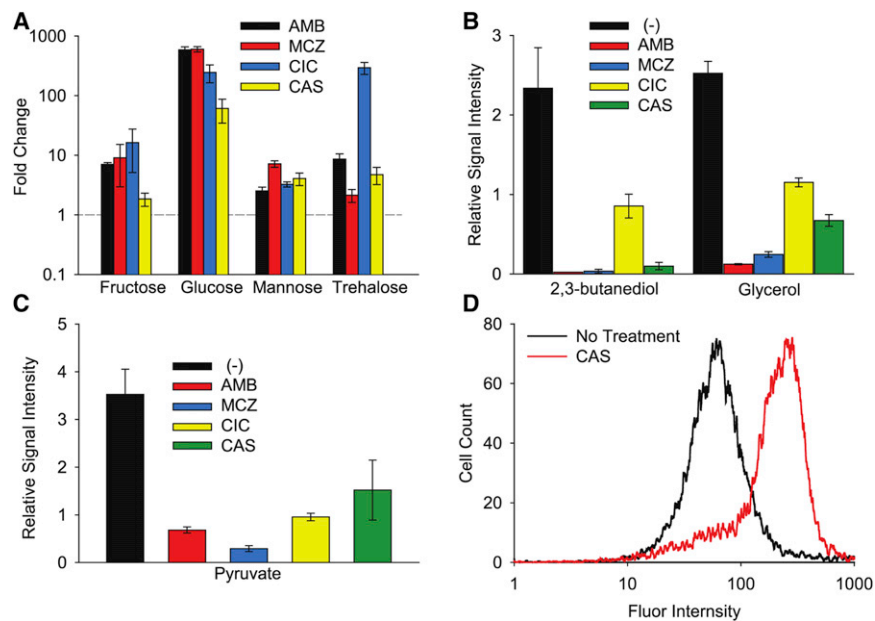 A
AMB
MCZ
CIC
CAS
Fold Change
1000
100
10
1
0.1
Fructose Glucose Mannose Trehalose
B
(-)
AMB
MCZ
CIC
CAS
Relative Signal Intensity
3
2
1
0
2,3-butanediol Glycerol
C
(-)
AMB
MCZ
CIC
CAS
Relative Signal Intensity
5
4
3
2
1
0
Pyruvate
D
No Treatment
CAS
Cell Count
80
60
40
20
0
1 10 100 1000
Fluor Internsity